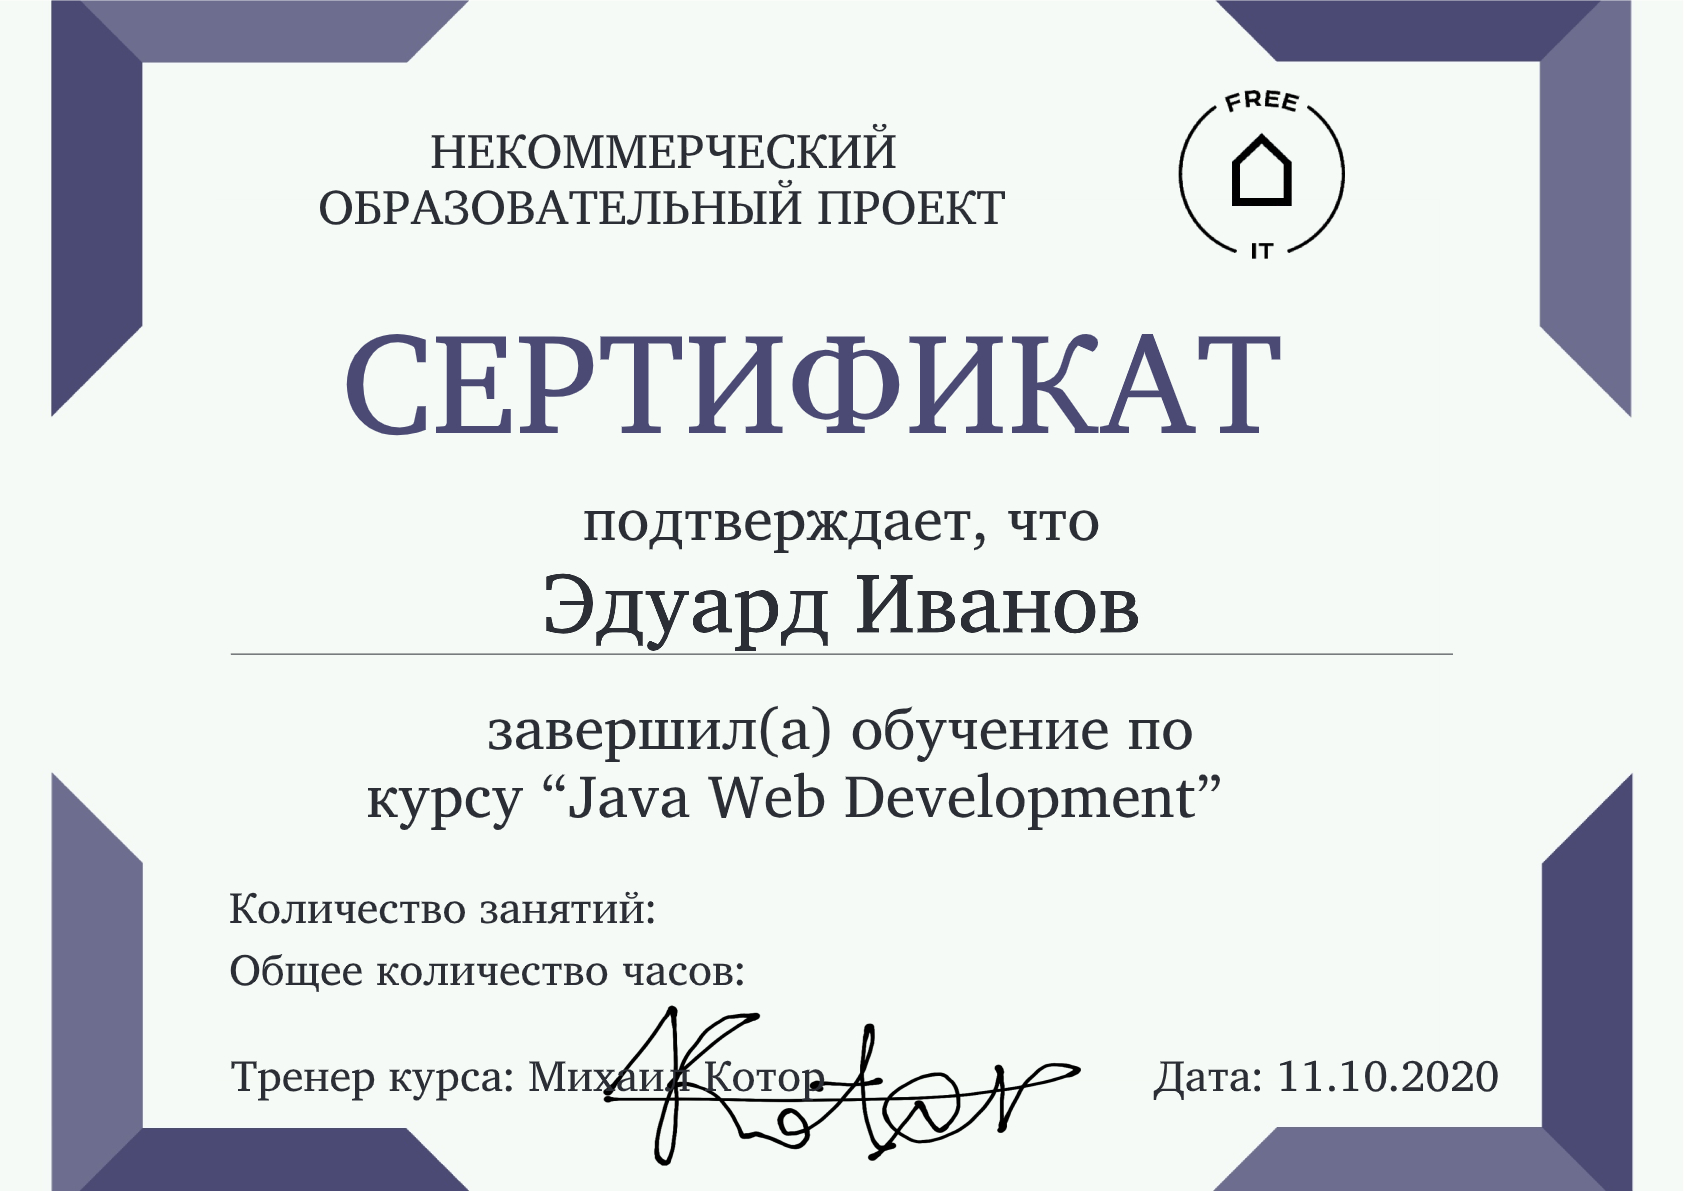 НЕКОММЕРЧЕСКИЙ
ОБРАЗОВАТЕЛЬНЫЙ ПРОЕКТ
FREE
IT
СЕРТИФИКАТ
подтверждает, что
Эдуард Иванов
завершил(а) обучение по
курсу “Java Web Development”
Количество занятий:
Общее количество часов:
Тренер курса: Михаил Котор
Kotor
Дата: 11.10.2020